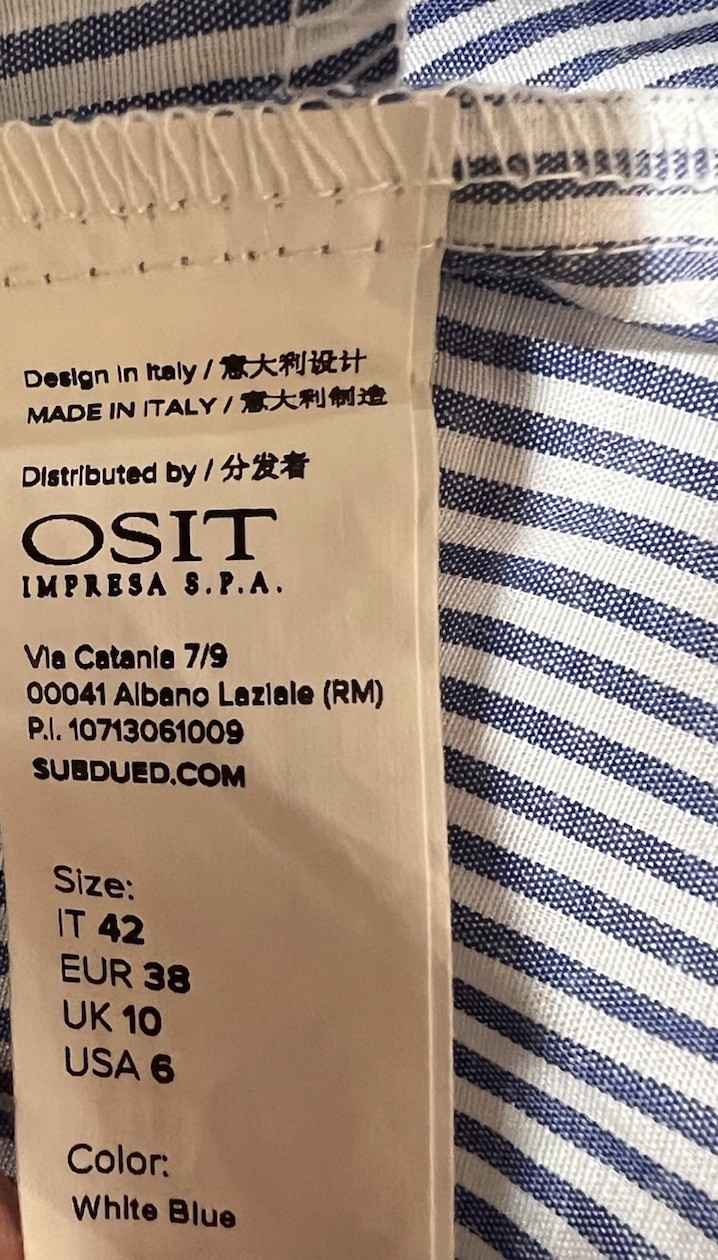 Design in Italy / 意大利设计
MADE IN ITALY / 意大利制造
Distributed by / 分发者
OSIT
IMPRESA S.P.A.
Via Catania 7/9
00041 Albano Laziale (RM)
P.I. 10713061009
SUBDUED.COM
Size:
IT 42
EUR 38
UK 10
USA 6
Color:
White Blue